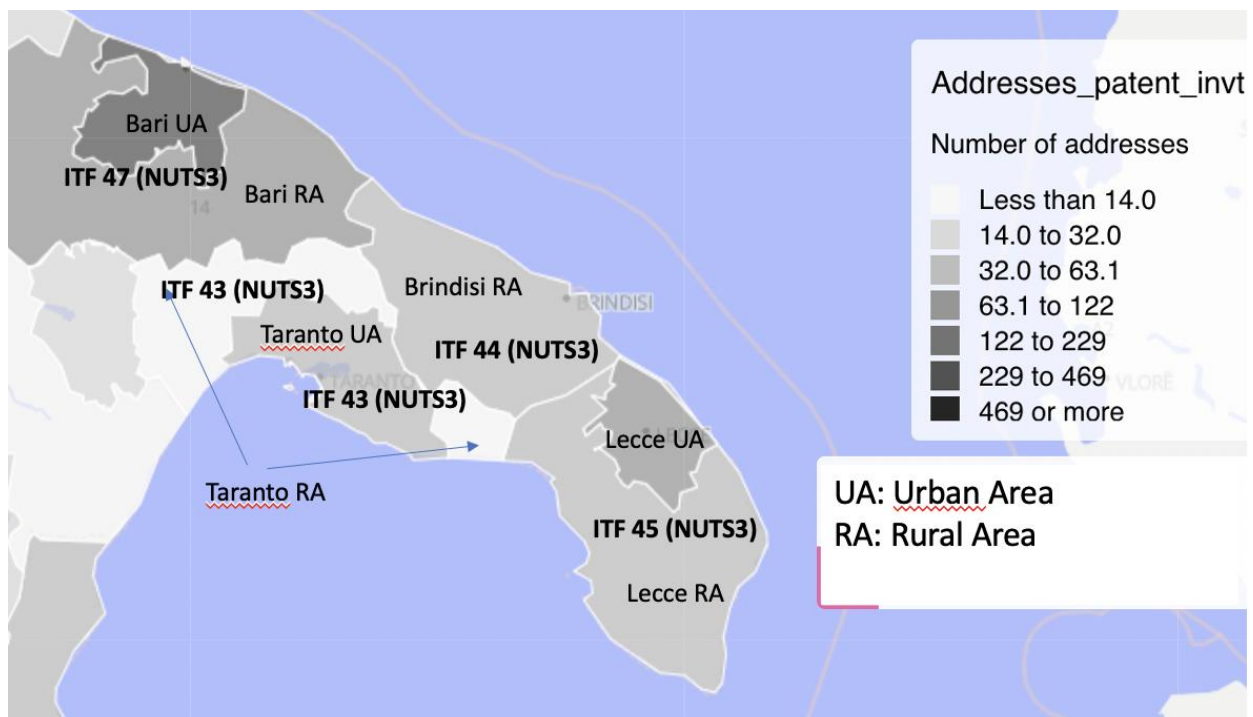 Addresses_patent_invt
Number of addresses
Less than 14.0
14.0 to 32.0
32.0 to 63.1
63.1 to 122
122 to 229
229 to 469
469 or more
Bari UA
ITF 47 (NUTS3)
Bari RA
14
ITF 43 (NUTS3)
Brindisi RA
BRINDISI
Taranto UA
ITF 44 (NUTS3)
TARANTO
ITF 43 (NUTS3)
Lecce UA
Taranto RA
ITF 45 (NUTS3)
Lecce RA
VLORË
UA: Urban Area
RA: Rural Area